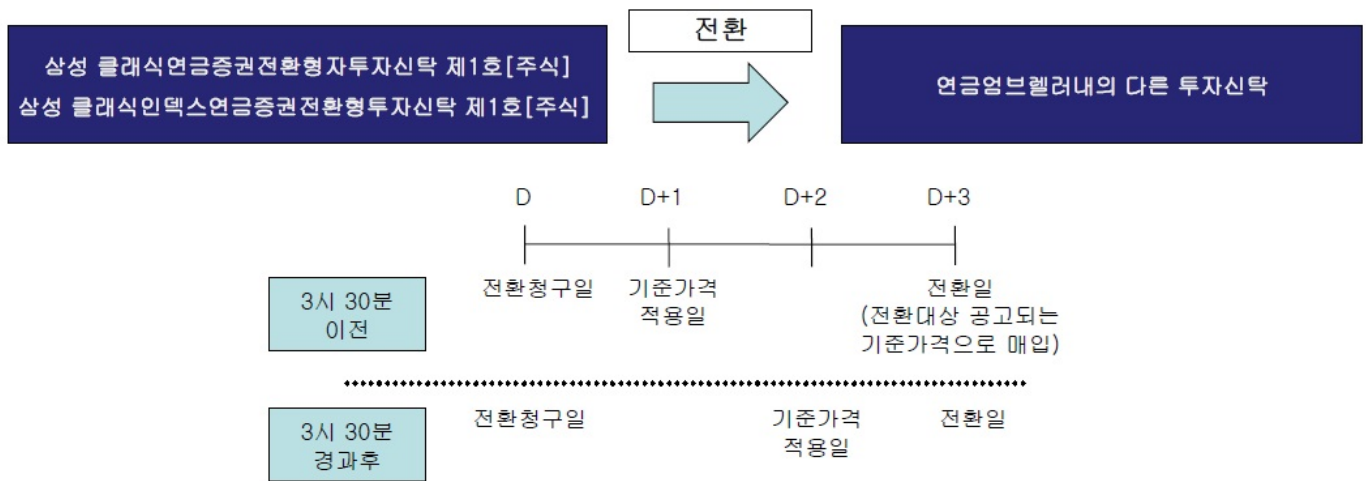 전환
삼성 클래식연금증권전환형자투자신탁 제1호[주식]
삼성 클래식인덱스연금증권전환형투자신탁 제1호[주식]
연금엄브렐러내의 다른 투자신탁
D D+1 D+2 D+3
3시 30분
이전
전환청구일 기준가격 전환일
적용일 (전환대상 공고되는
기준가격으로 매입)
3시 30분
경과후
전환청구일 기준가격 전환일
적용일